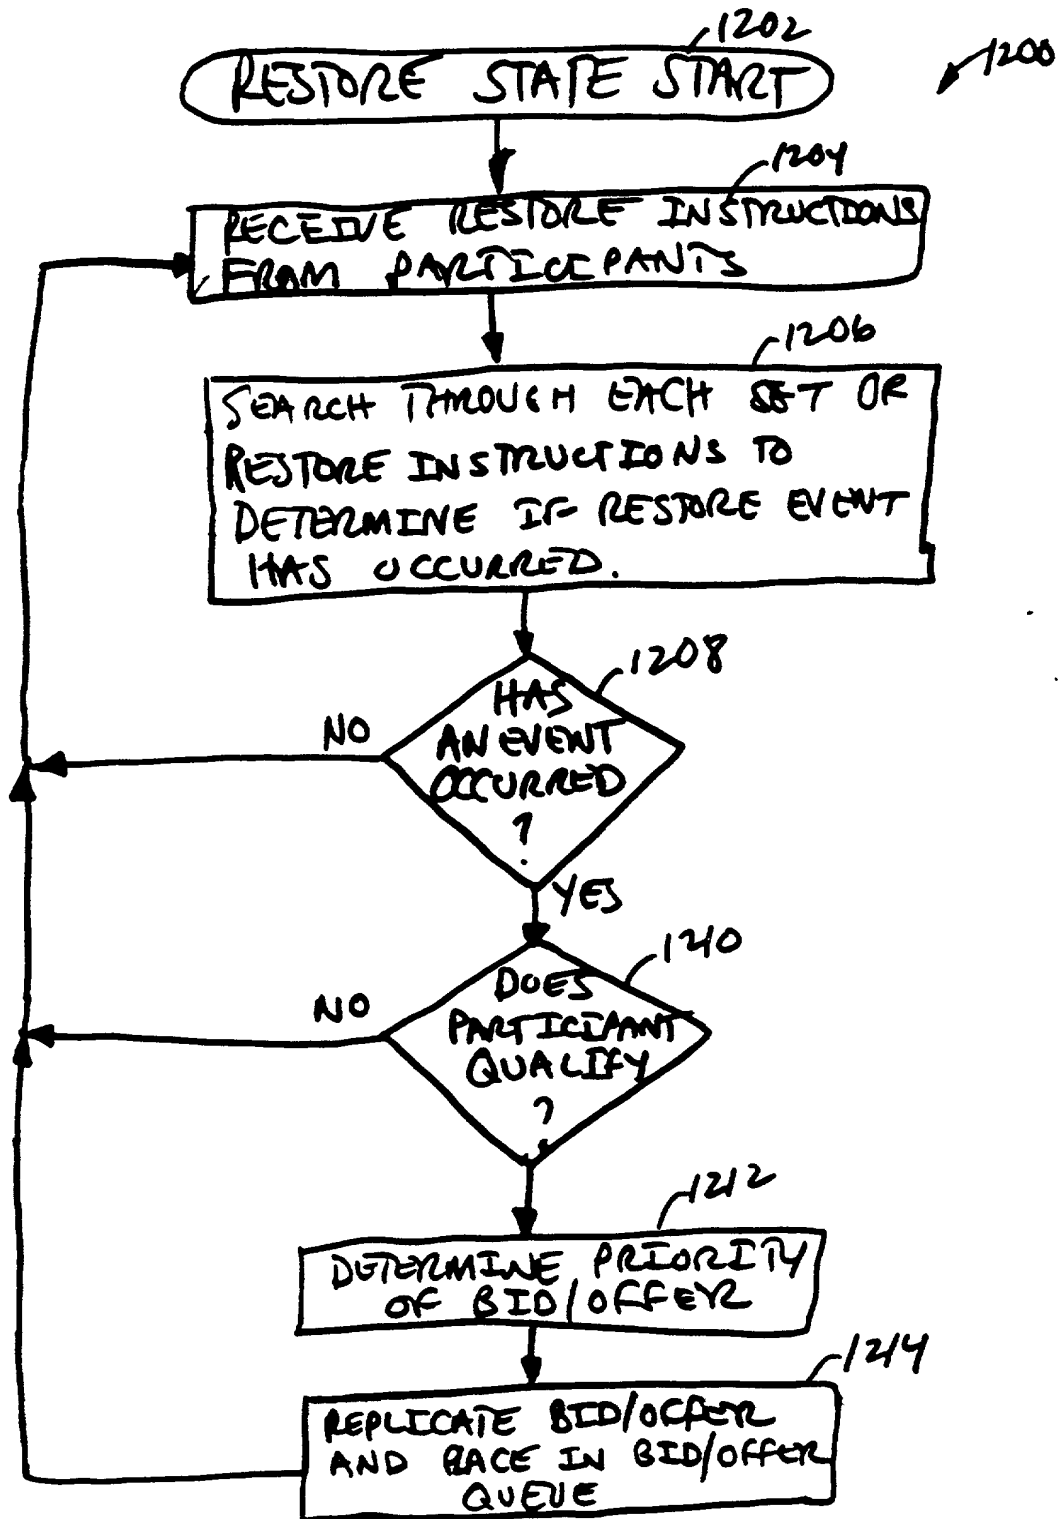 1202
1200
RESTORE STATE START
1204
RECEIVE RESTORE INSTRUCTIONS
FROM PARTICIPANTS
1206
SEARCH THROUGH EACH SET OR
RESTORE INSTRUCTIONS TO
DETERMINE IF RESTORE EVENT
HAS OCCURRED.
1208
HAS
AN EVENT
OCCURRED
?
NO
YES
1210
DOES
PARTICIPANT
QUALIFY
?
NO
1212
DETERMINE PRIORITY
OF BID/OFFER
1214
REPLICATE BID/OFFER
AND PLACE IN BID/OFFER
QUEUE